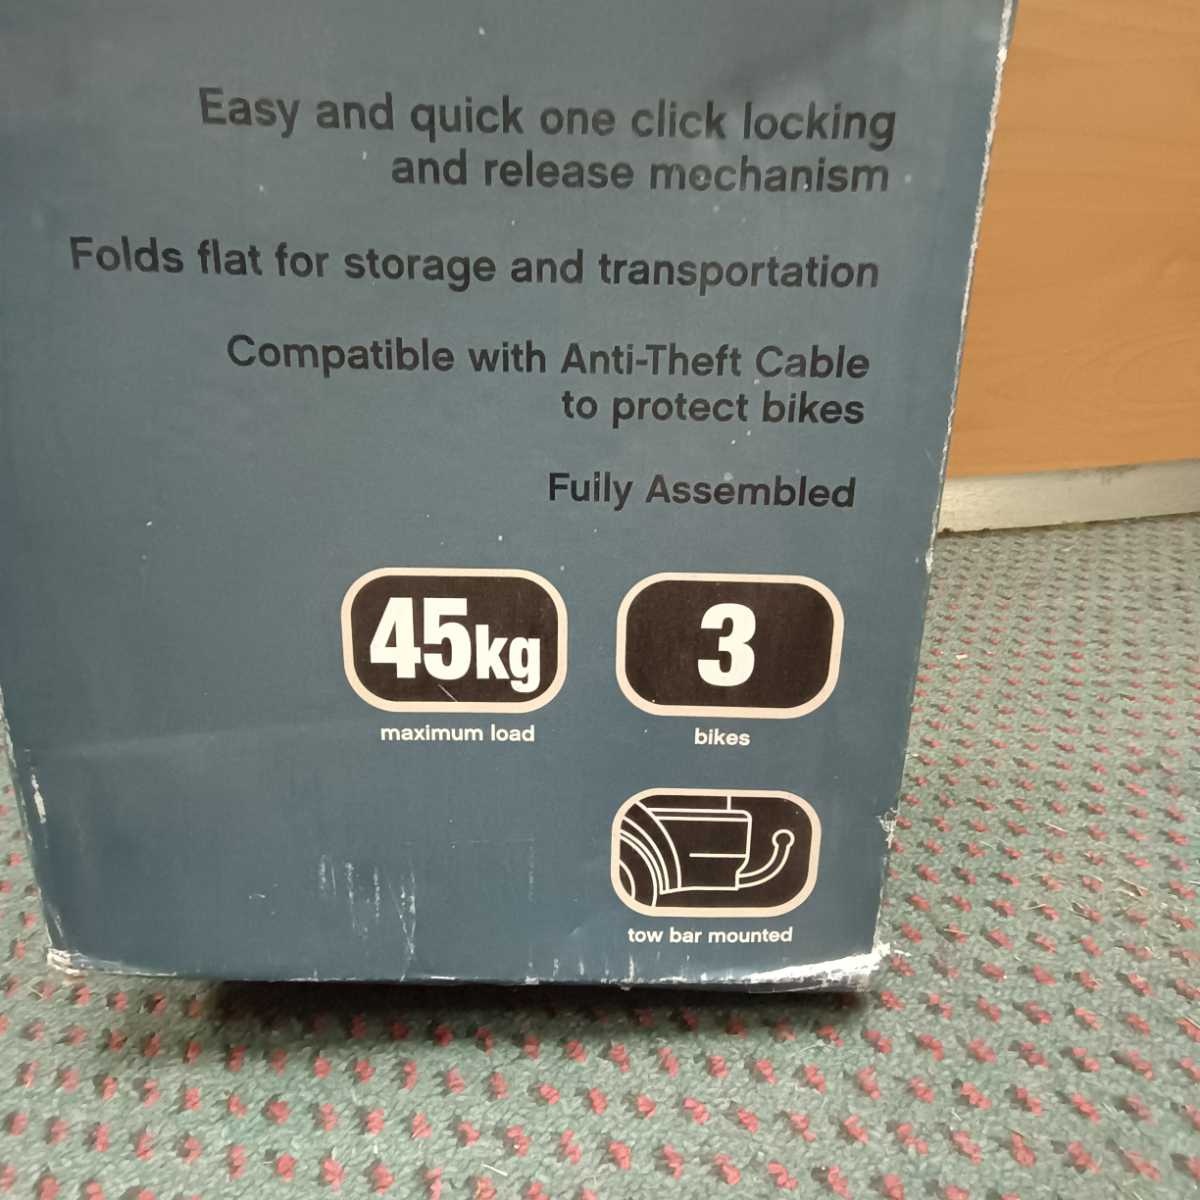 Easy and quick one click locking
and release mechanism
Folds flat for storage and transportation
Compatible with Anti-Theft Cable
to protect bikes
Fully Assembled
45kg
maximum load
3
bikes
tow bar mounted